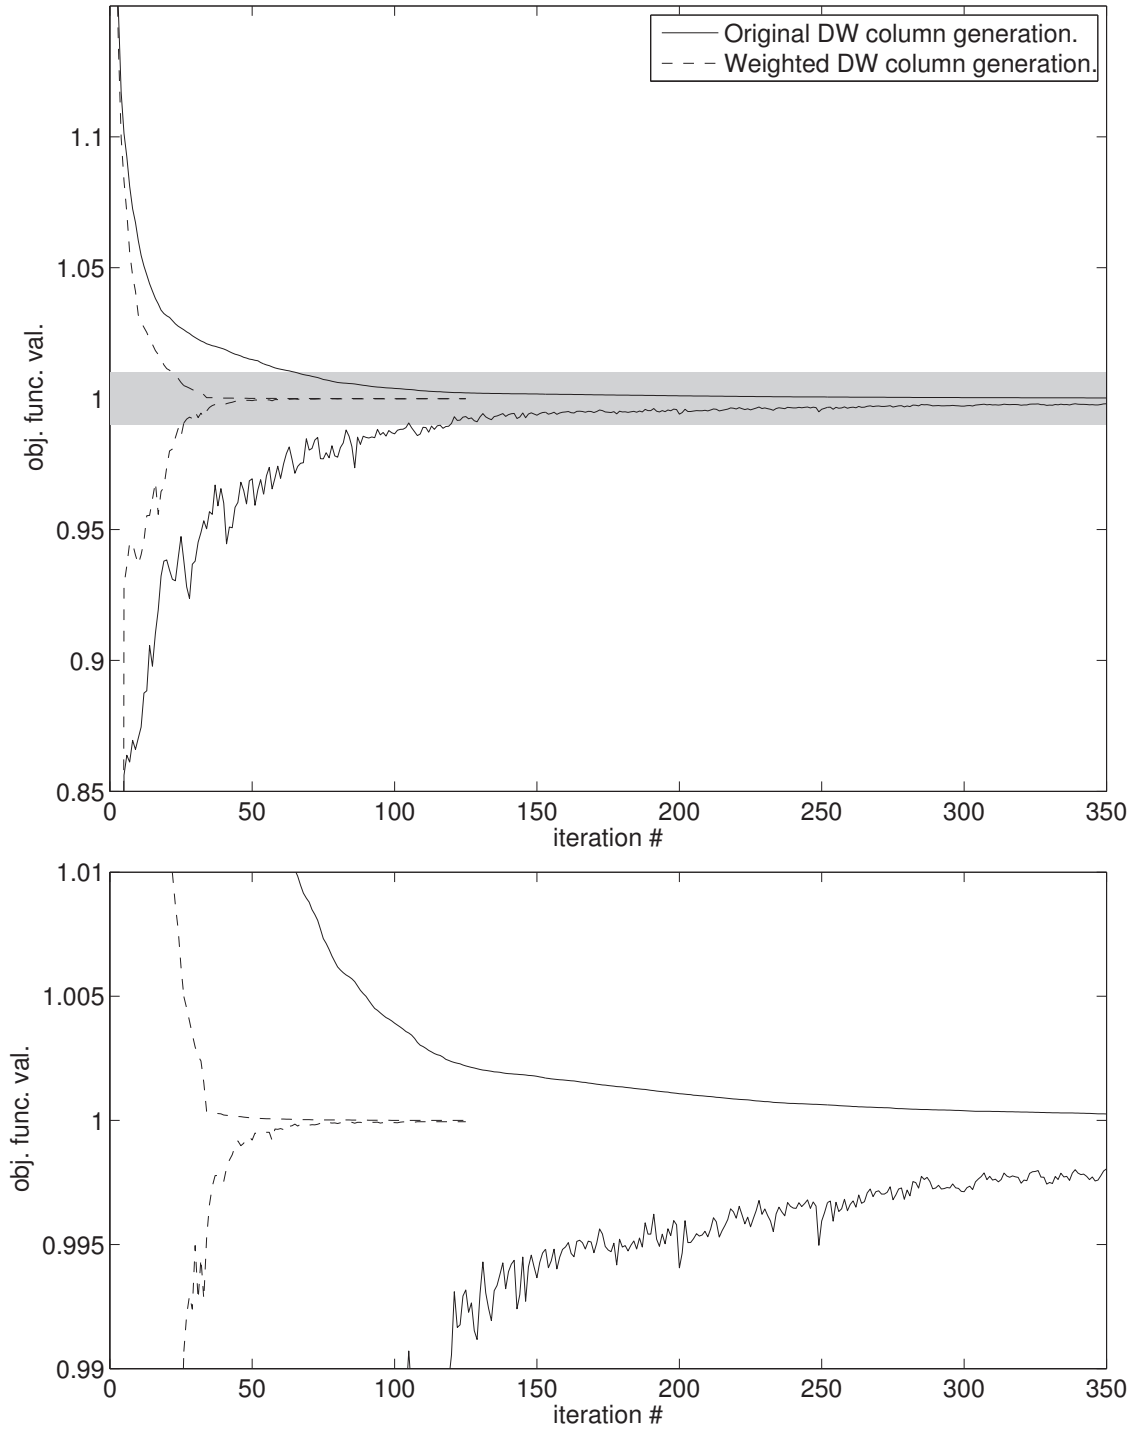 Original DW column generation.
Weighted DW column generation.
1.1
1.05
1
0.95
0.9
0.85
obj. func. val.
0 50 100 150 200 250 300 350
iteration #
1.01
1.005
1
0.995
0.99
obj. func. val.
0 50 100 150 200 250 300 350
iteration #